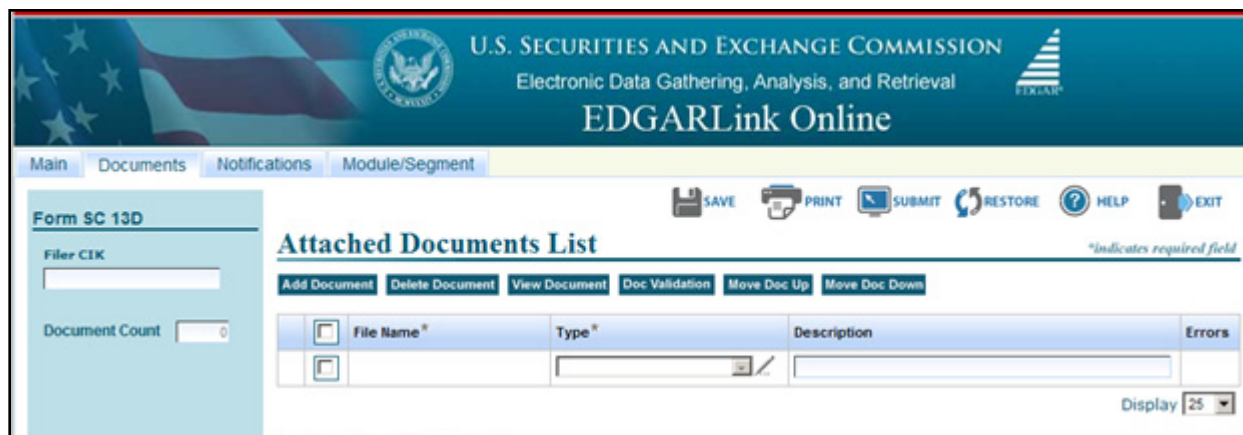 U.S. SECURITIES AND EXCHANGE COMMISSION
Electronic Data Gathering, Analysis, and Retrieval
EDGAR®
EDGARLink Online
Main Documents Notifications Module/Segment
SAVE PRINT SUBMIT RESTORE ? HELP EXIT
Form SC 13D
Attached Documents List
*indicates required field
Filer CIK
Add Document Delete Document View Document Doc Validation Move Doc Up Move Doc Down
Document Count 0
File Name* Type* Description Errors
Display 25